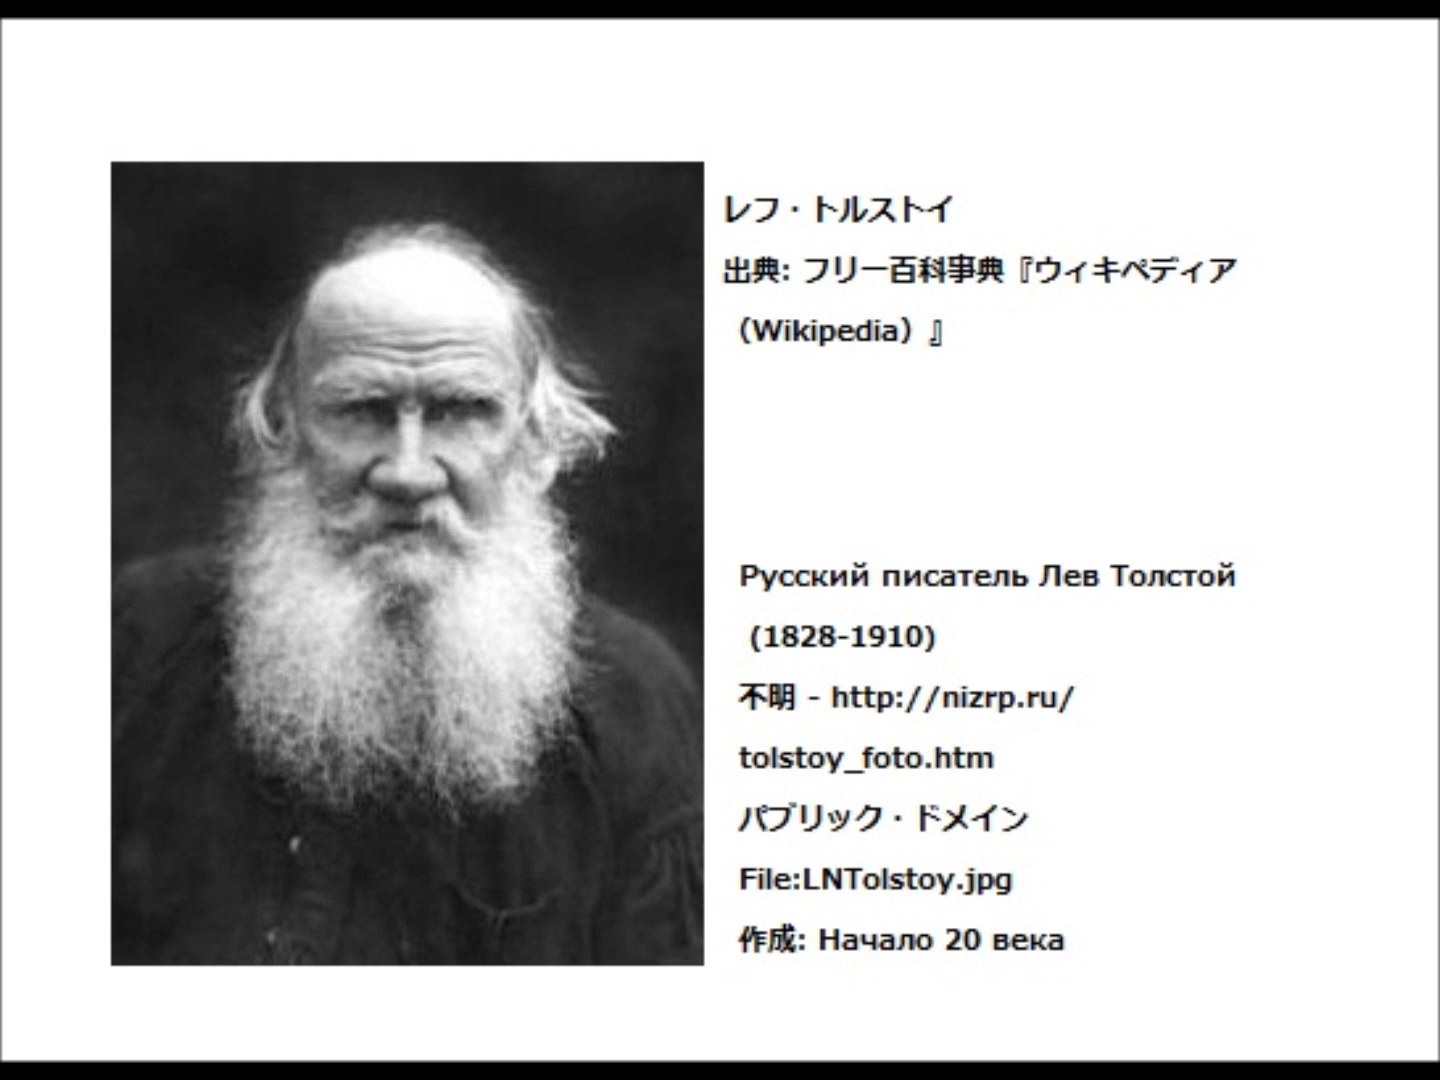 レフ・トルストイ
出典: フリー百科事典『ウィキペディア
（Wikipedia）』
Русский писатель Лев Толстой
(1828-1910)
不明 - http://nizrp.ru/
tolstoy_foto.htm
パブリック・ドメイン
File:LNTolstoy.jpg
作成: Начало 20 века